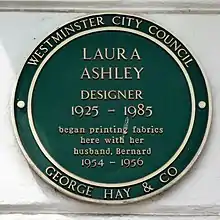 WESTMINSTER CITY COUNCIL
LAURA
ASHLEY
DESIGNER
1925 - 1985
began printing fabrics
here with her
husband, Bernard
1954 - 1956
GEORGE HAY & CO